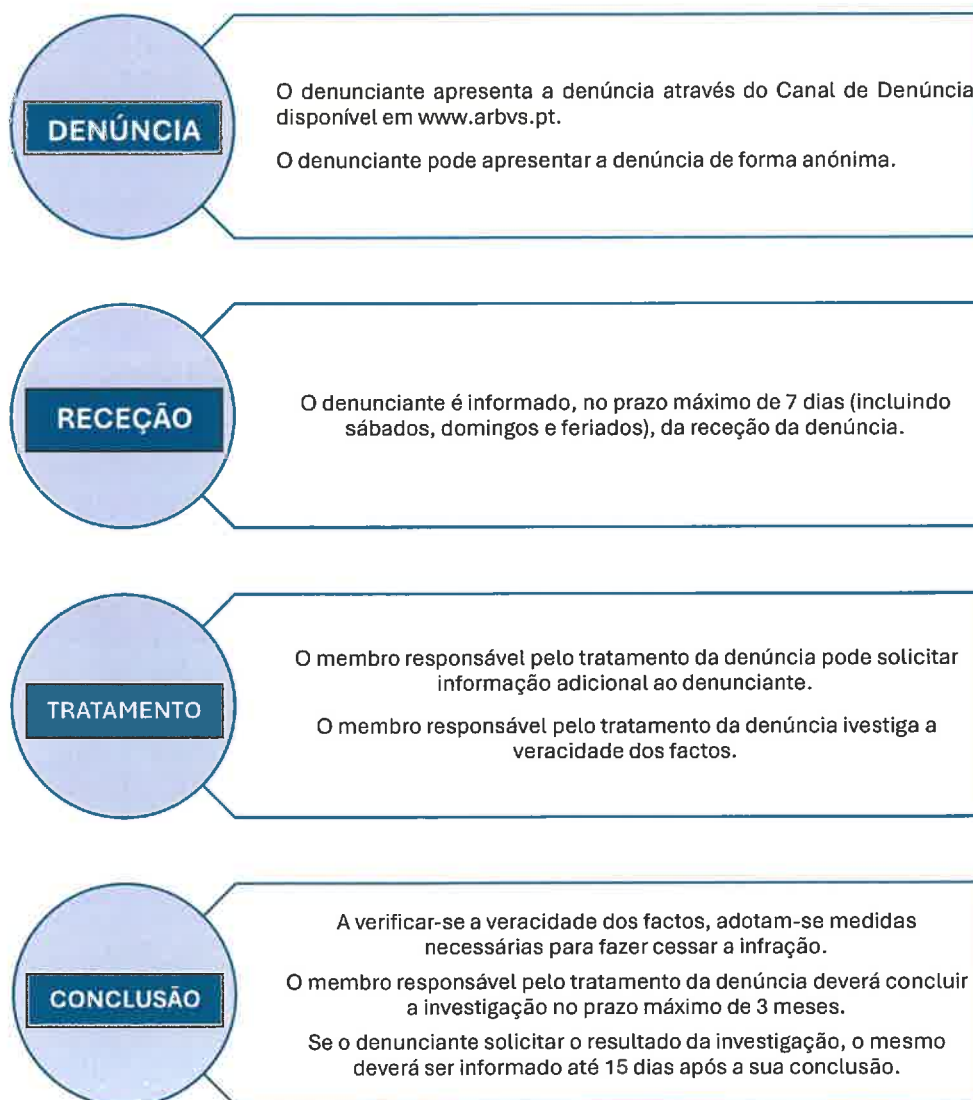 DENÚNCIA
O denunciante apresenta a denúncia através do Canal de Denúncia
disponível em www.arbvs.pt.
O denunciante pode apresentar a denúncia de forma anónima.
RECEÇÃO
O denunciante é informado, no prazo máximo de 7 dias (incluindo
sábados, domingos e feriados), da receção da denúncia.
TRATAMENTO
O membro responsável pelo tratamento da denúncia pode solicitar
informação adicional ao denunciante.
O membro responsável pelo tratamento da denúncia ivestiga a
veracidade dos factos.
CONCLUSÃO
A verificar-se a veracidade dos factos, adotam-se medidas
necessárias para fazer cessar a infração.
O membro responsável pelo tratamento da denúncia deverá concluir
a investigação no prazo máximo de 3 meses.
Se o denunciante solicitar o resultado da investigação, o mesmo
deverá ser informado até 15 dias após a sua conclusão.